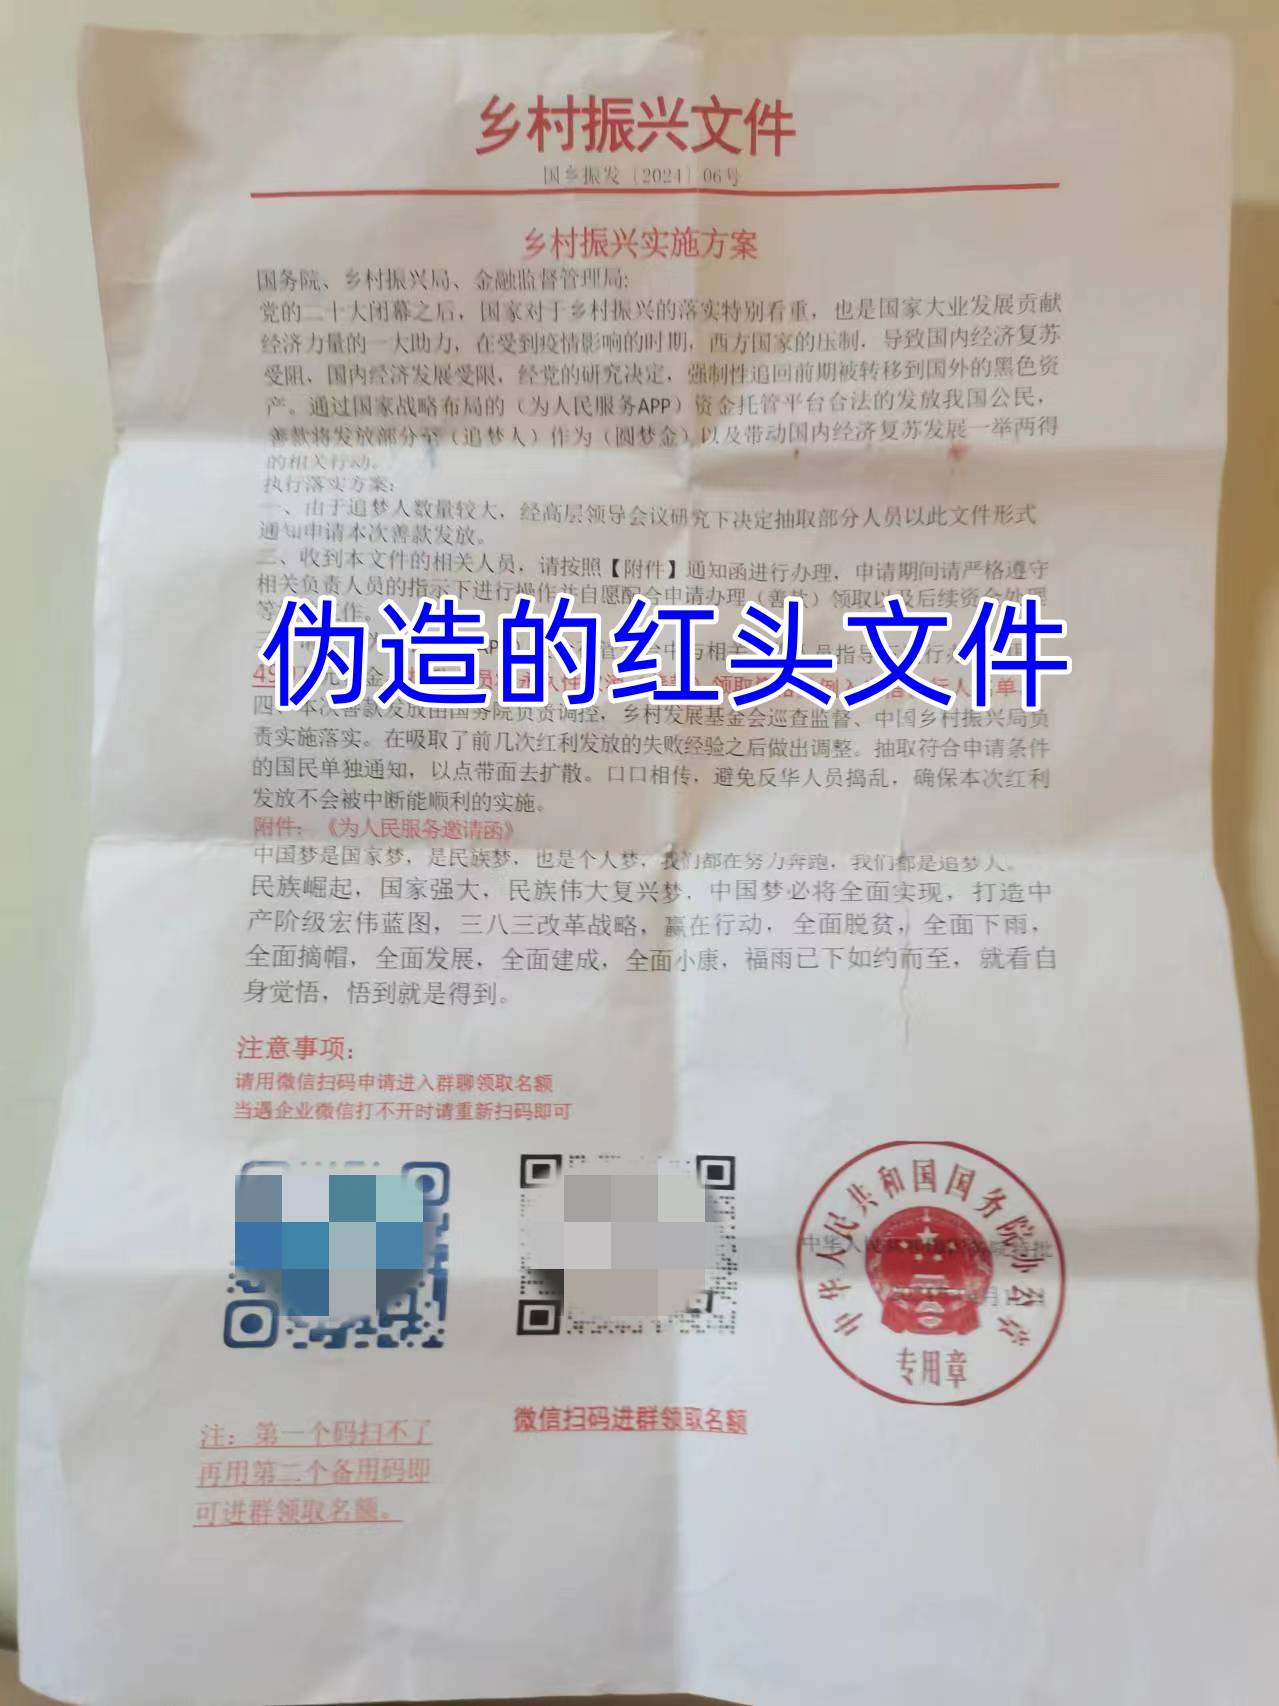 乡村振兴文件
国乡振发〔2024〕06号
乡村振兴实施方案
国务院、乡村振兴局、金融监督管理局:
党的二十大闭幕之后，国家对于乡村振兴的落实特别看重，也是国家大业发展贡献
经济力量的一大助力，在受到疫情影响的时期，西方国家的压制，导致国内经济复苏
受阻、国内经济发展受限，经党的研究决定，强制性追回前期被转移到国外的黑色资
产。通过国家战略布局的（为人民服务APP）资金托管平台合法的发放我国公民，
善款将发放部分至（追梦人）作为（圆梦金）以及带动国内经济复苏发展一举两得
的相关行动。
执行落实方案：
一、由于追梦人数量较大，经高层领导会议研究下决定抽取部分人员以此文件形式
通知申请本次善款发放。
二、收到本文件的相关人员，请按照【附件】通知函进行办理，申请期间请严格遵守
相关负责人员的指示下进行操作并自愿配合申请办理（善款）领取以及后续资金处理
等 作。
伪造的红头文件
四、本次善款发放由国务院负责调控，乡村发展基金会巡查监督、中国乡村振兴局负
责实施落实。在吸取了前几次红利发放的失败经验之后做出调整。抽取符合申请条件
的国民单独通知，以点带面去扩散。口口相传，避免反华人员捣乱，确保本次红利
发放不会被中断能顺利的实施。
附件：《为人民服务邀请函》
中国梦是国家梦，是民族梦，也是个人梦，我们都在努力奔跑，我们都是追梦人。
民族崛起，国家强大，民族伟大复兴梦，中国梦必将全面实现，打造中
产阶级宏伟蓝图，三八三改革战略，赢在行动，全面脱贫，全面下雨，
全面摘帽，全面发展，全面建成，全面小康，福雨已下如约而至，就看自
身觉悟，悟到就是得到。
注意事项：
请用微信扫码申请进入群聊领取名额
当遇企业微信打不开时请重新扫码即可
中华人民共和国国务院办公室
专用章
微信扫码进群领取名额
注：第一个码扫不了
再用第二个备用码即
可进群领取名额。